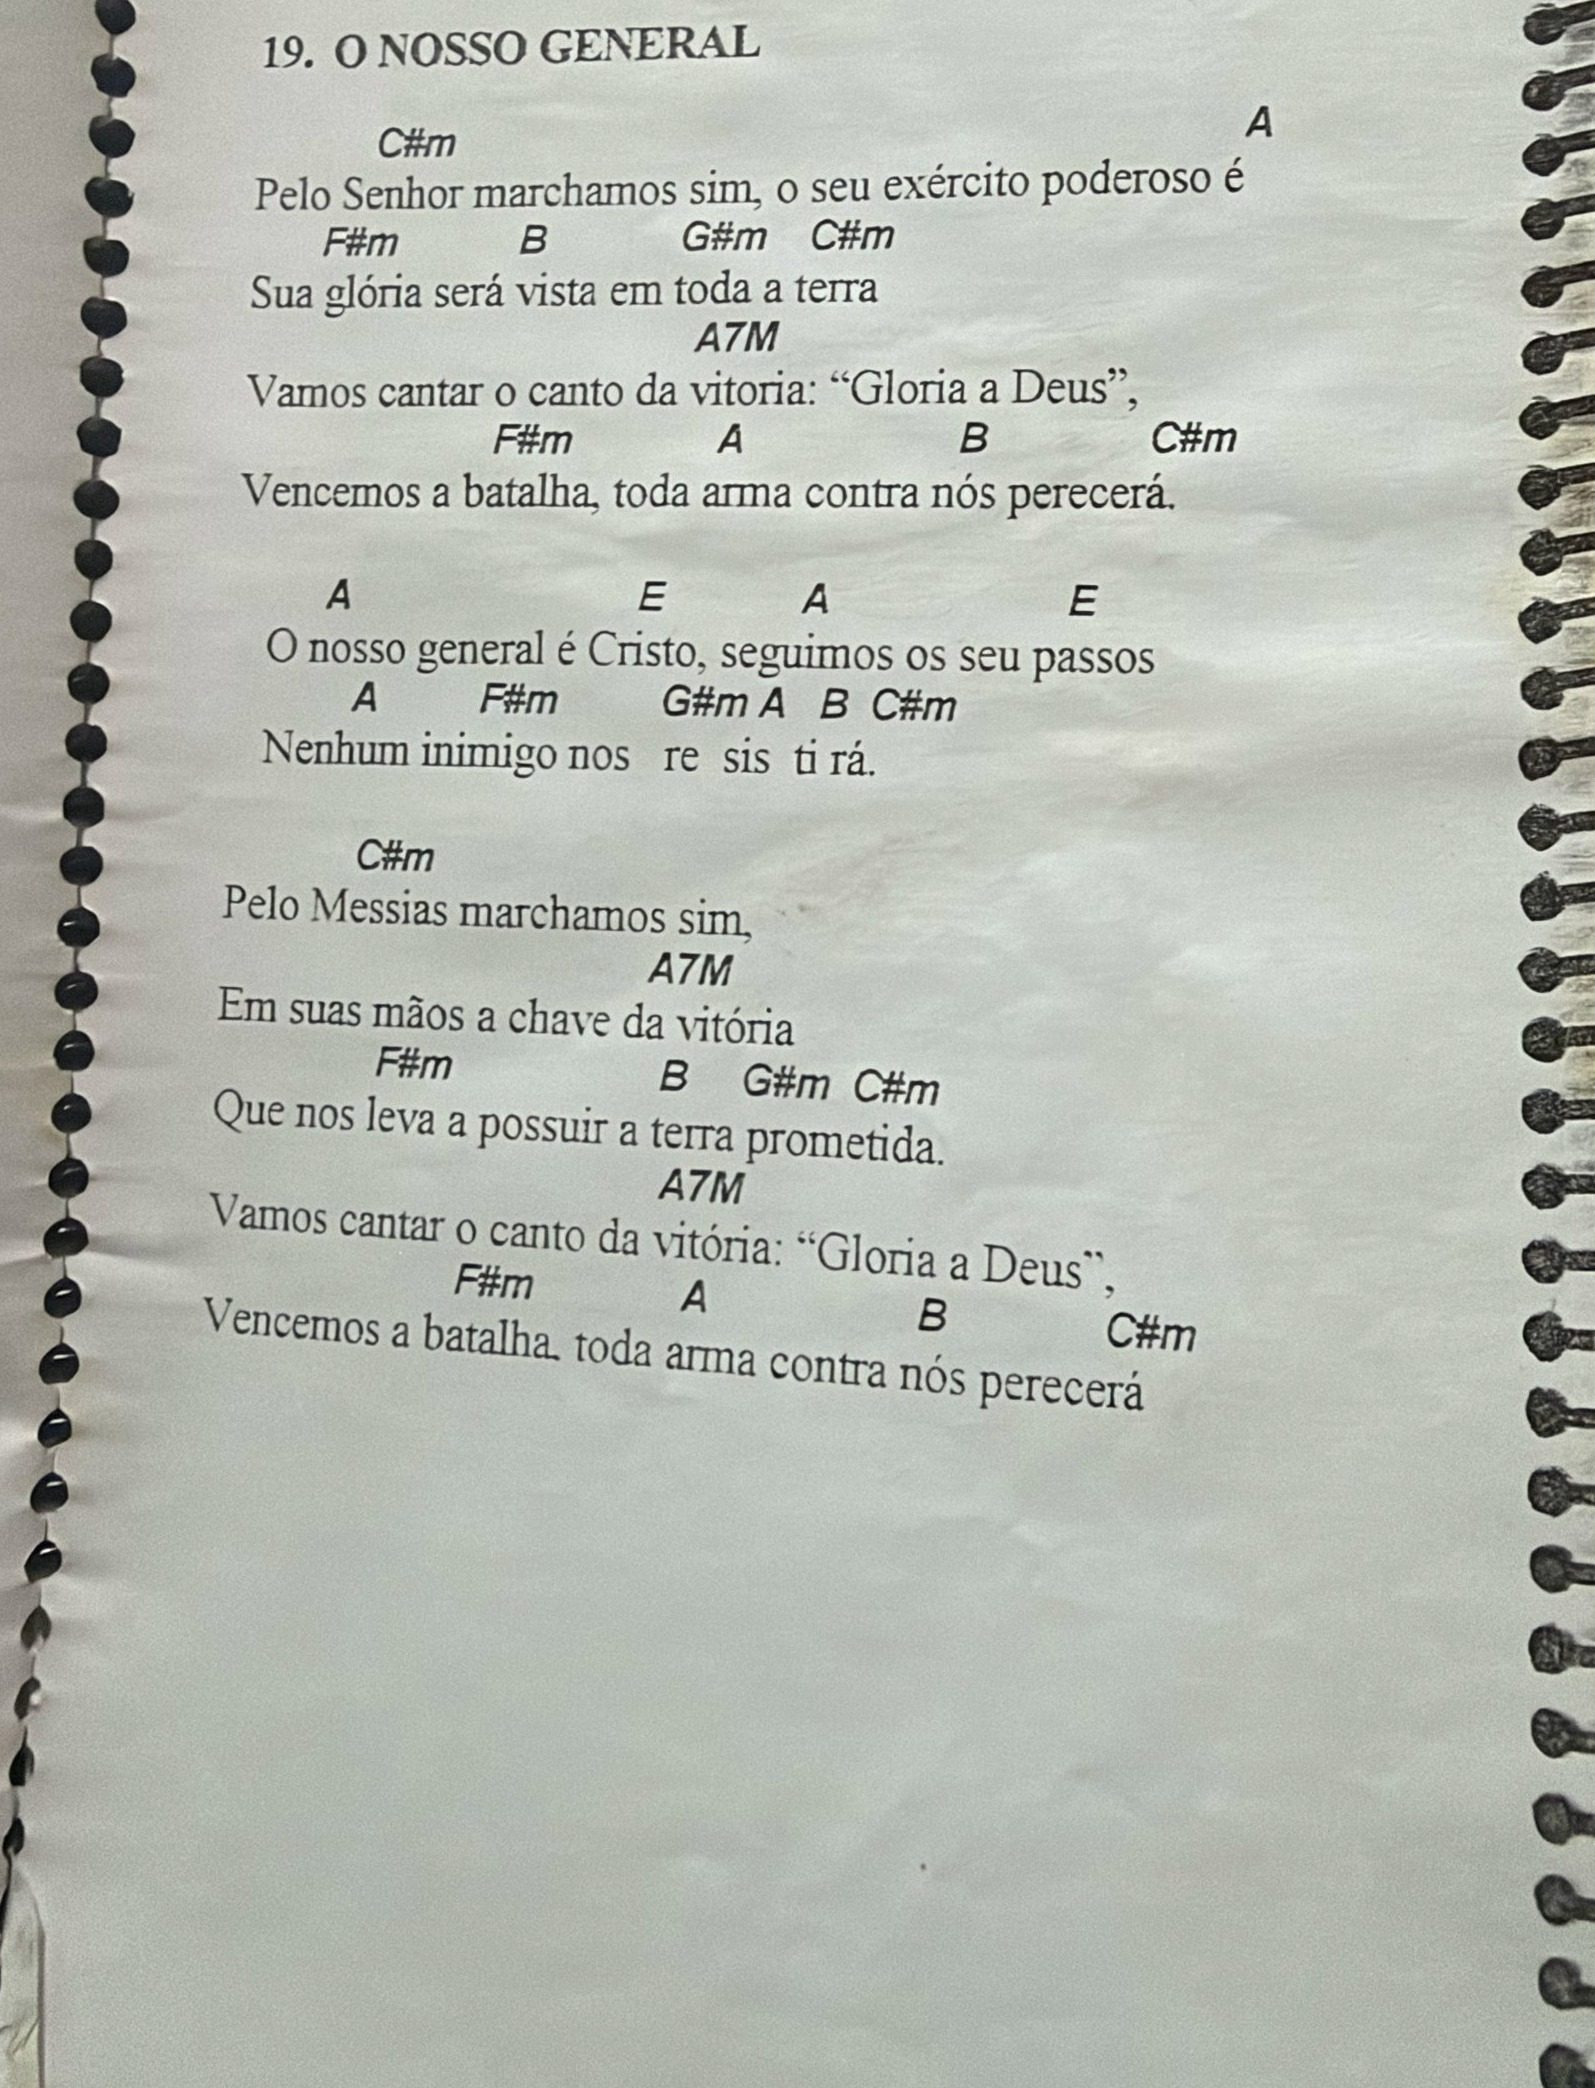 19. O NOSSO GENERAL
C#m A
Pelo Senhor marchamos sim, o seu exército poderoso é
F#m B G#m C#m
Sua glória será vista em toda a terra
A7M
Vamos cantar o canto da vitoria: “Gloria a Deus”,
F#m A B C#m
Vencemos a batalha, toda arma contra nós perecerá.
A E A E
O nosso general é Cristo, seguimos os seu passos
A F#m G#m A B C#m
Nenhum inimigo nos re sis ti rá.
C#m
Pelo Messias marchamos sim,
A7M
Em suas mãos a chave da vitória
F#m B G#m C#m
Que nos leva a possuir a terra prometida.
A7M
Vamos cantar o canto da vitória: “Gloria a Deus”,
F#m A B C#m
Vencemos a batalha, toda arma contra nós perecerá